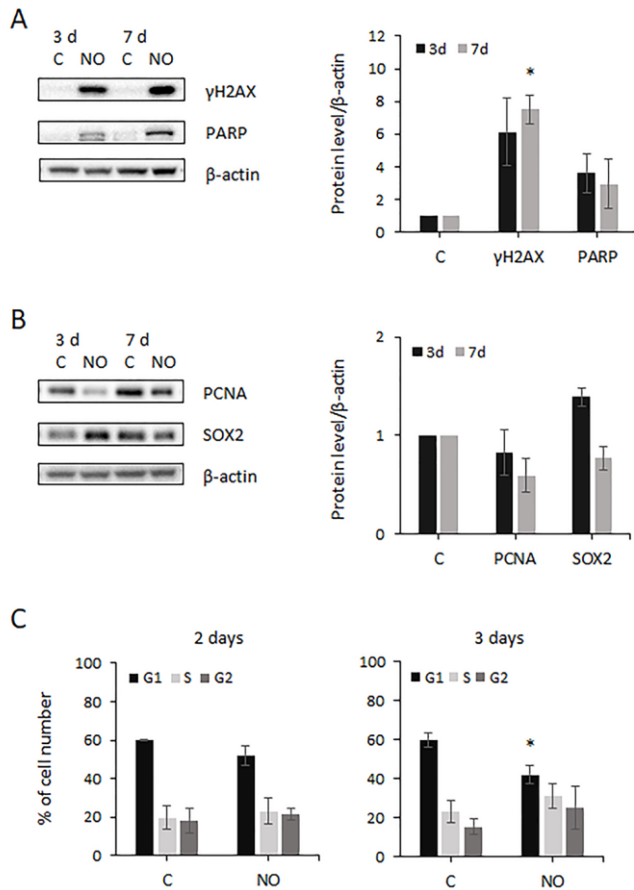 A
3 d 7 d
C NO C NO
γH2AX
PARP
β-actin
Protein level/β-actin
12
10
8
6
4
2
0
3d 7d
*
C γH2AX PARP
B
3 d 7 d
C NO C NO
PCNA
SOX2
β-actin
Protein level/β-actin
2
1
0
3d 7d
C PCNA SOX2
C
2 days
% of cell number
100
80
60
40
20
0
G1 S G2
C NO
3 days
100
80
60
40
20
0
G1 S G2
*
C NO